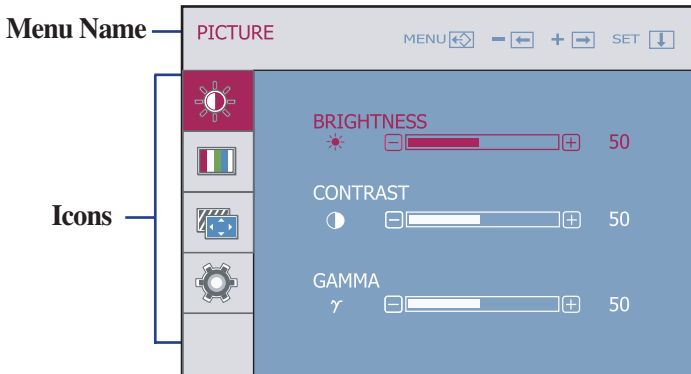 Menu Name
PICTURE MENU - + SET
BRIGHTNESS
50
CONTRAST
50
Icons
GAMMA
γ 50